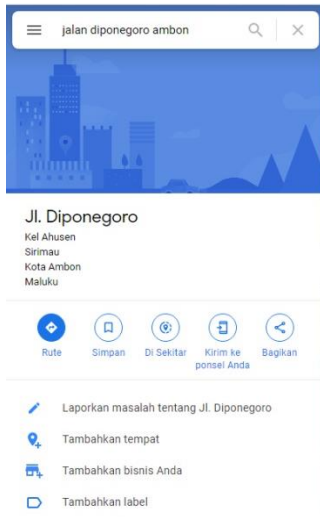 jalan diponegoro ambon
Jl. Diponegoro
Kel Ahusen
Sirimau
Kota Ambon
Maluku
Rute
Simpan
Di Sekitar
Kirim ke
ponsel Anda
Bagikan
Laporkan masalah tentang Jl. Diponegoro
Tambahkan tempat
Tambahkan bisnis Anda
Tambahkan label